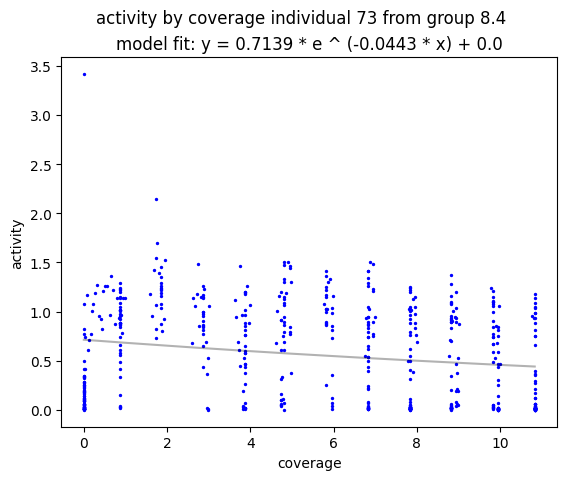 activity by coverage individual 73 from group 8.4
model fit: y = 0.7139 * e ^ (-0.0443 * x) + 0.0
3.5
3.0
2.5
2.0
1.5
1.0
0.5
0.0
activity
0 2 4 6 8 10
coverage